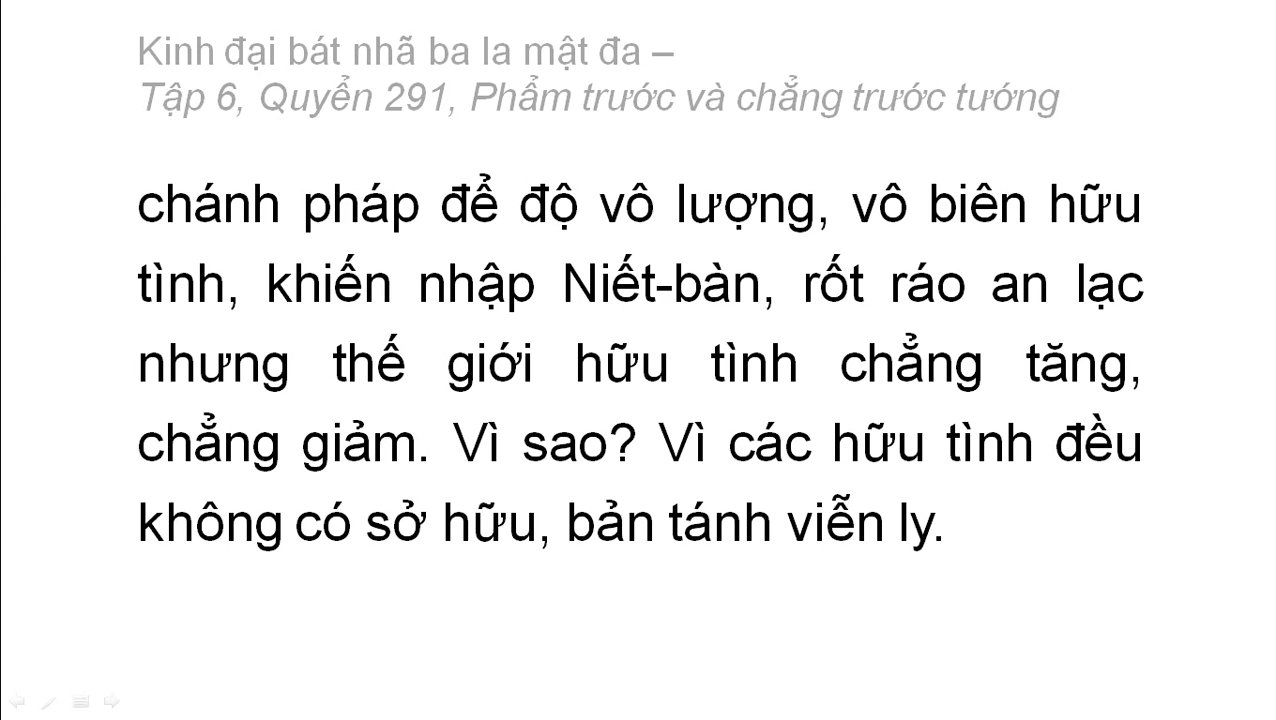 Kinh đại bát nhã ba la mật đa –
Tập 6, Quyển 291, Phẩm trước và chẳng trước tướng
chánh pháp để độ vô lượng, vô biên hữu
tình, khiến nhập Niết-bàn, rốt ráo an lạc
nhưng thế giới hữu tình chẳng tăng,
chẳng giảm. Vì sao? Vì các hữu tình đều
không có sở hữu, bản tánh viễn ly.